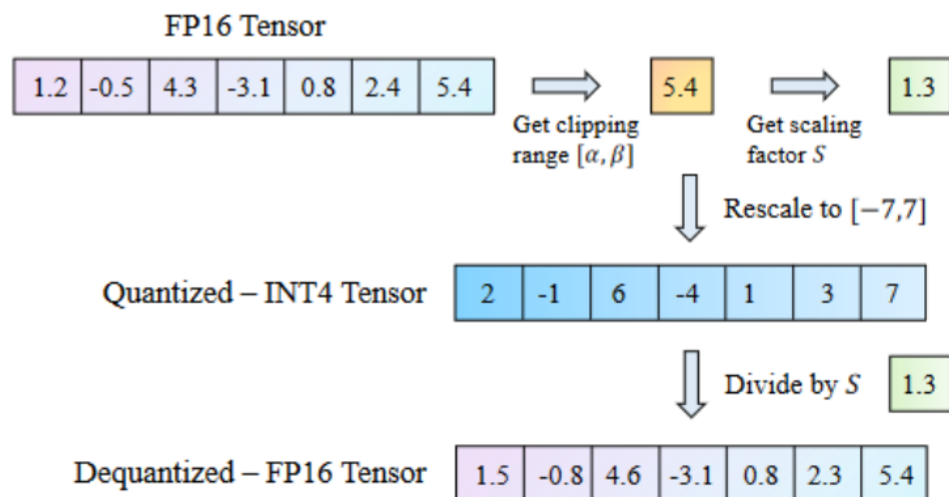 FP16 Tensor
1.2 -0.5 4.3 -3.1 0.8 2.4 5.4
5.4
1.3
Get clipping
range [α, β]
Get scaling
factor S
Rescale to [−7,7]
Quantized – INT4 Tensor
2 -1 6 -4 1 3 7
Divide by S
1.3
Dequantized – FP16 Tensor
1.5 -0.8 4.6 -3.1 0.8 2.3 5.4